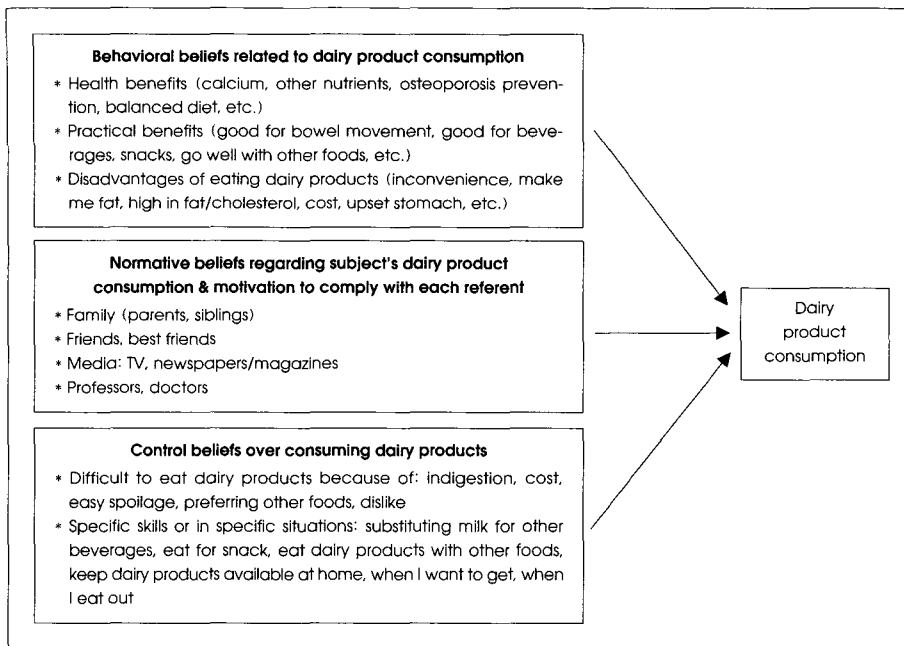 Behavioral beliefs related to dairy product consumption
* Health benefits (calcium, other nutrients, osteoporosis preven-
tion, balanced diet, etc.)
* Practical benefits (good for bowel movement, good for beve-
rages, snacks, go well with other foods, etc.)
* Disadvantages of eating dairy products (inconvenience, make
me fat, high in fat/cholesterol, cost, upset stomach, etc.)
Normative beliefs regarding subject's dairy product
consumption & motivation to comply with each referent
* Family (parents, siblings)
* Friends, best friends
* Media: TV, newspapers/magazines
* Professors, doctors
Control beliefs over consuming dairy products
* Difficult to eat dairy products because of: indigestion, cost,
easy spoilage, preferring other foods, dislike
* Specific skills or in specific situations: substituting milk for other
beverages, eat for snack, eat dairy products with other foods,
keep dairy products available at home, when I want to get, when
I eat out
Dairy
product
consumption